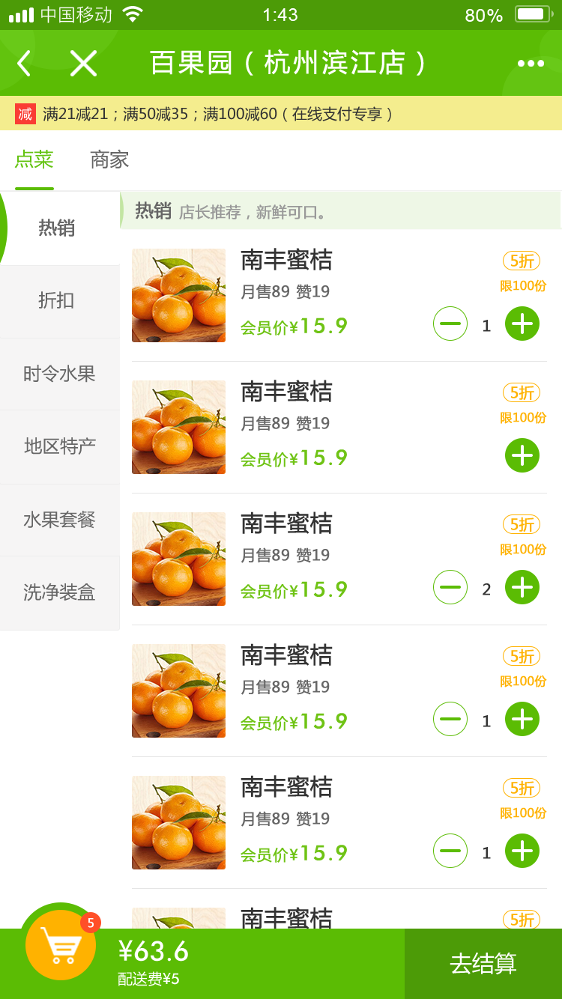 中国移动 1:43 80%
百果园（杭州滨江店）
减 满21减21；满50减35；满100减60（在线支付专享）
点菜 商家
热销
折扣
时令水果
地区特产
水果套餐
洗净装盒
热销 店长推荐，新鲜可口。
南丰蜜桔 5折
月售89 赞19 限100份
会员价¥15.9 1
南丰蜜桔 5折
月售89 赞19 限100份
会员价¥15.9
南丰蜜桔 5折
月售89 赞19 限100份
会员价¥15.9 2
南丰蜜桔 5折
月售89 赞19 限100份
会员价¥15.9 1
南丰蜜桔 5折
月售89 赞19 限100份
会员价¥15.9 1
南丰蜜桔 5折
5
¥63.6
配送费¥5
去结算